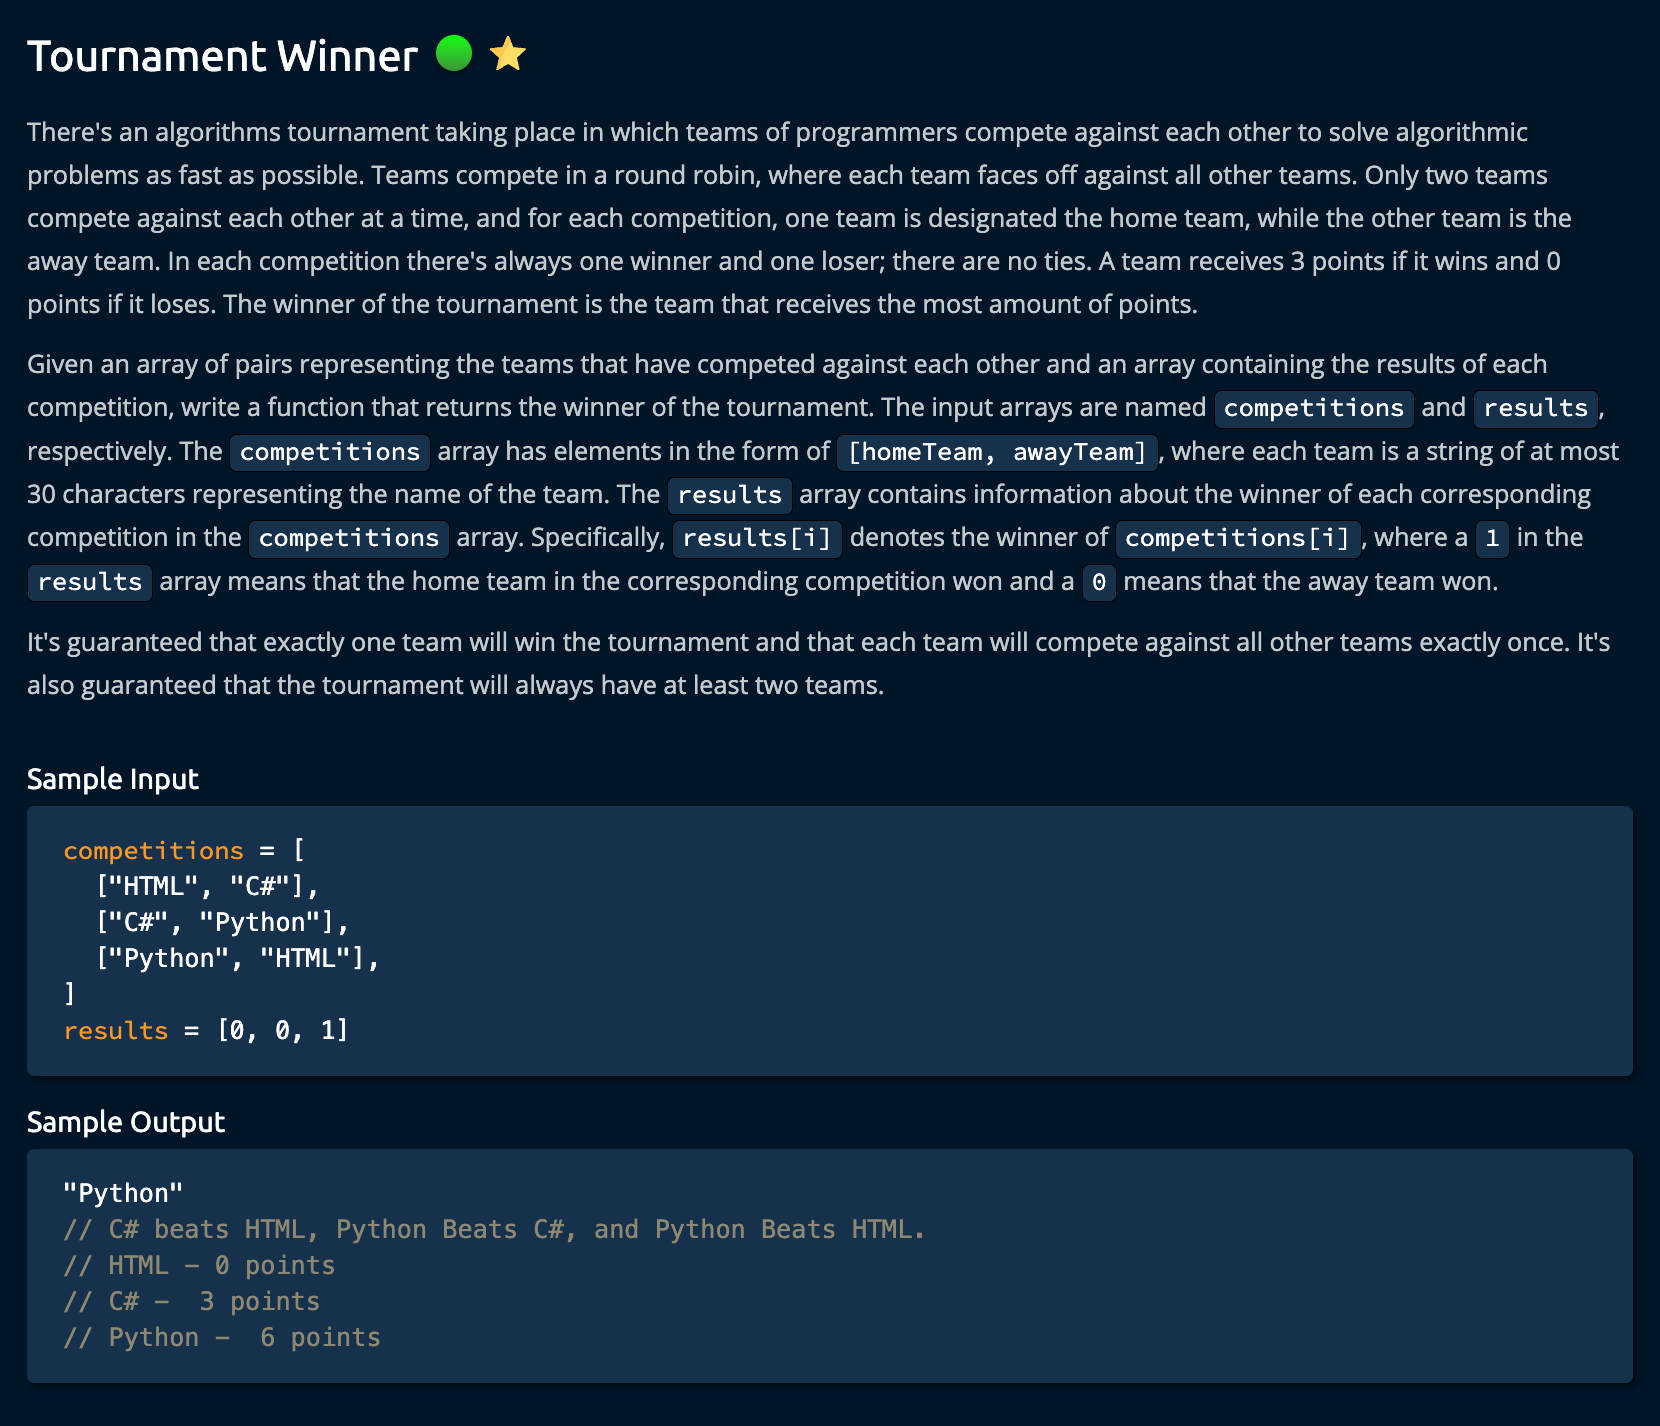 Tournament Winner
There's an algorithms tournament taking place in which teams of programmers compete against each other to solve algorithmic
problems as fast as possible. Teams compete in a round robin, where each team faces off against all other teams. Only two teams
compete against each other at a time, and for each competition, one team is designated the home team, while the other team is the
away team. In each competition there's always one winner and one loser; there are no ties. A team receives 3 points if it wins and 0
points if it loses. The winner of the tournament is the team that receives the most amount of points.
Given an array of pairs representing the teams that have competed against each other and an array containing the results of each
competition, write a function that returns the winner of the tournament. The input arrays are named competitions and results,
respectively. The competitions array has elements in the form of [homeTeam, awayTeam], where each team is a string of at most
30 characters representing the name of the team. The results array contains information about the winner of each corresponding
competition in the competitions array. Specifically, results[i] denotes the winner of competitions[i], where a 1 in the
results array means that the home team in the corresponding competition won and a 0 means that the away team won.
It's guaranteed that exactly one team will win the tournament and that each team will compete against all other teams exactly once. It's
also guaranteed that the tournament will always have at least two teams.
Sample Input
competitions = [
  ["HTML", "C#"],
  ["C#", "Python"],
  ["Python", "HTML"],
]
results = [0, 0, 1]
Sample Output
"Python"
// C# beats HTML, Python Beats C#, and Python Beats HTML.
// HTML - 0 points
// C# -  3 points
// Python -  6 points